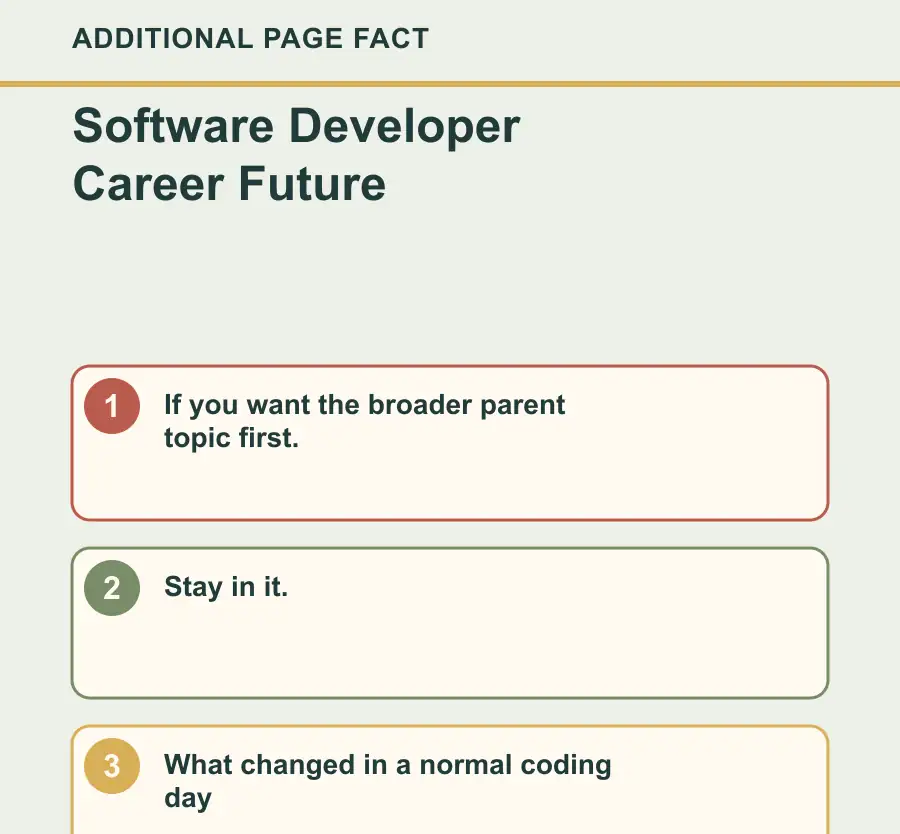 ADDITIONAL PAGE FACT
Software Developer
Career Future
1
If you want the broader parent
topic first.
2
Stay in it.
3
What changed in a normal coding
day